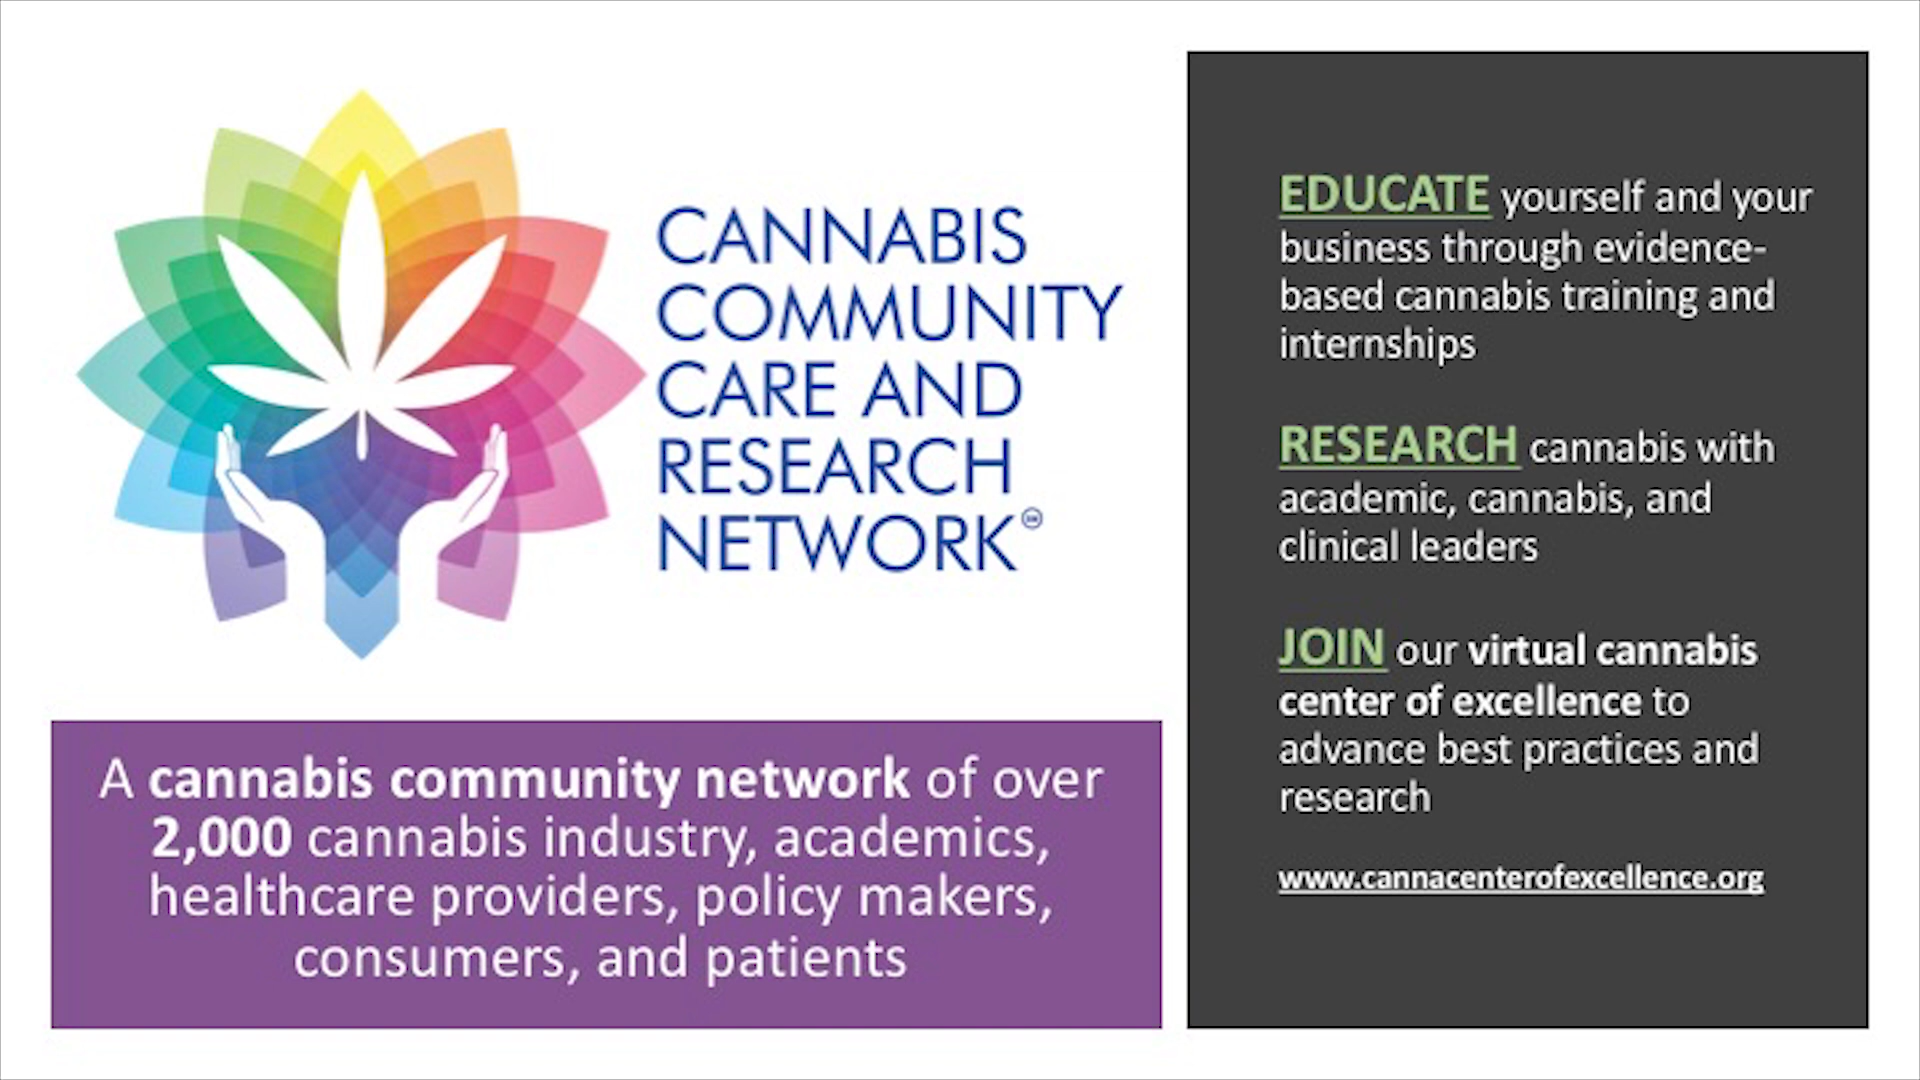 CANNABIS
COMMUNITY
CARE AND
RESEARCH
NETWORK℠
A cannabis community network of over
2,000 cannabis industry, academics,
healthcare providers, policy makers,
consumers, and patients
EDUCATE yourself and your
business through evidence-
based cannabis training and
internships
RESEARCH cannabis with
academic, cannabis, and
clinical leaders
JOIN our virtual cannabis
center of excellence to
advance best practices and
research
www.cannacenterofexcellence.org